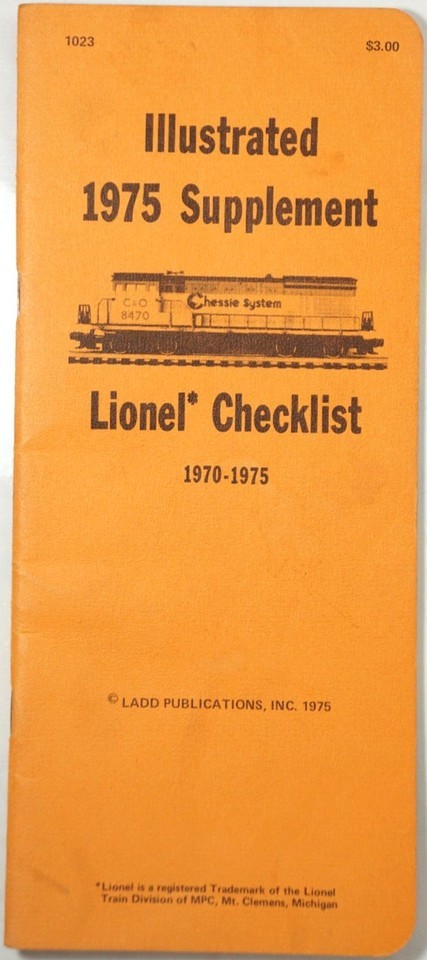 1023
$3.00
Illustrated
1975 Supplement
C&O
8470
Chessie System
Lionel* Checklist
1970-1975
© LADD PUBLICATIONS, INC. 1975
*Lionel is a registered Trademark of the Lionel
Train Division of MPC, Mt. Clemens, Michigan